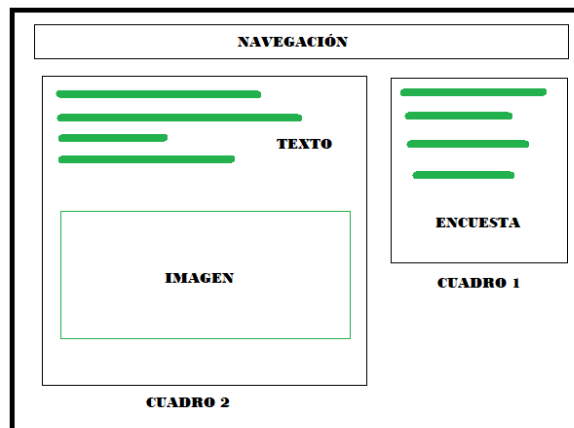 NAVEGACIÓN
TEXTO
IMAGEN
CUADRO 2
ENCUESTA
CUADRO 1